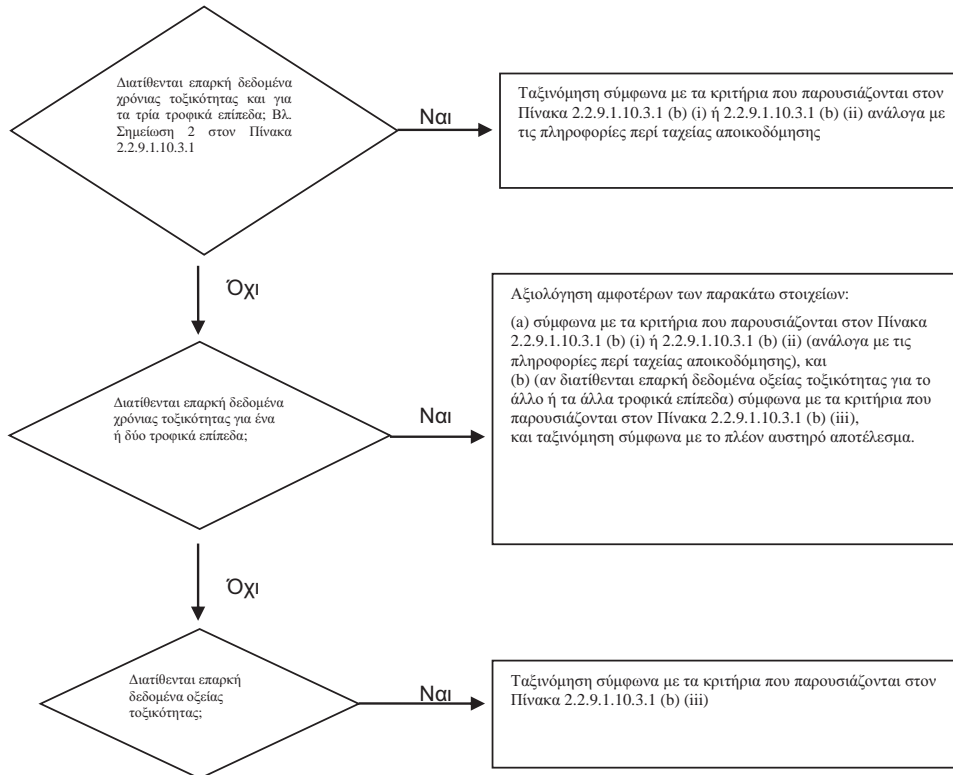 Διατίθενται επαρκή δεδομένα
χρόνιας τοξικότητας και για
τα τρία τροφικά επίπεδα; Βλ.
Σημείωση 2 στον Πίνακα
2.2.9.1.10.3.1
Ναι
Ταξινόμηση σύμφωνα με τα κριτήρια που παρουσιάζονται στον
Πίνακα 2.2.9.1.10.3.1 (b) (i) ή 2.2.9.1.10.3.1 (b) (ii) ανάλογα με
τις πληροφορίες περί ταχείας αποικοδόμησης
Όχι
Διατίθενται επαρκή δεδομένα
χρόνιας τοξικότητας για ένα
ή δύο τροφικά επίπεδα;
Ναι
Αξιολόγηση αμφοτέρων των παρακάτω στοιχείων:
(a) σύμφωνα με τα κριτήρια που παρουσιάζονται στον Πίνακα
2.2.9.1.10.3.1 (b) (i) ή 2.2.9.1.10.3.1 (b) (ii) (ανάλογα με τις
πληροφορίες περί ταχείας αποικοδόμησης), και
(b) (αν διατίθενται επαρκή δεδομένα οξείας τοξικότητας για το
άλλο ή τα άλλα τροφικά επίπεδα) σύμφωνα με τα κριτήρια που
παρουσιάζονται στον Πίνακα 2.2.9.1.10.3.1 (b) (iii),
και ταξινόμηση σύμφωνα με το πλέον αυστηρό αποτέλεσμα.
Όχι
Διατίθενται επαρκή
δεδομένα οξείας
τοξικότητας;
Ναι
Ταξινόμηση σύμφωνα με τα κριτήρια που παρουσιάζονται στον
Πίνακα 2.2.9.1.10.3.1 (b) (iii)